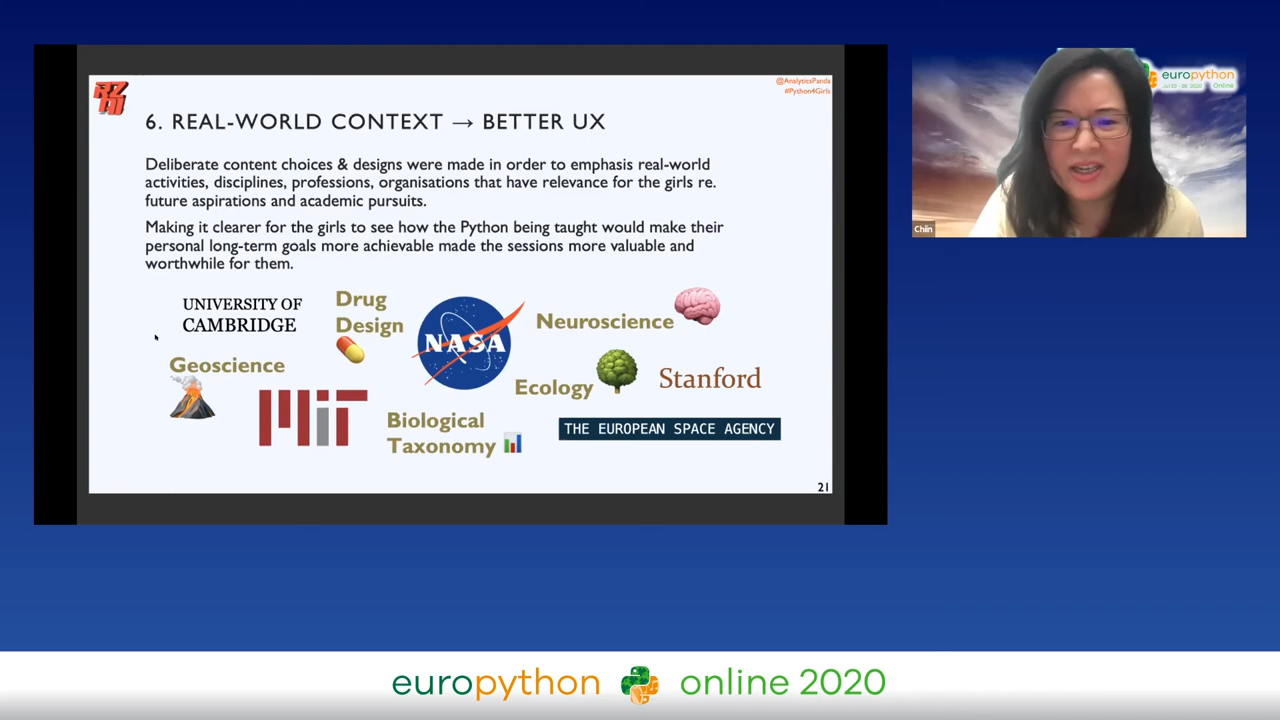 @AnalyticsPanda
#Python4Girls
6. REAL-WORLD CONTEXT → BETTER UX
Deliberate content choices & designs were made in order to emphasis real-world
activities, disciplines, professions, organisations that have relevance for the girls re.
future aspirations and academic pursuits.
Making it clearer for the girls to see how the Python being taught would make their
personal long-term goals more achievable made the sessions more valuable and
worthwhile for them.
UNIVERSITY OF
CAMBRIDGE
Drug
Design
NASA
Neuroscience
Geoscience
Ecology
Stanford
MIT
Biological
Taxonomy
THE EUROPEAN SPACE AGENCY
21
europython
Online
Chiin
europython online 2020